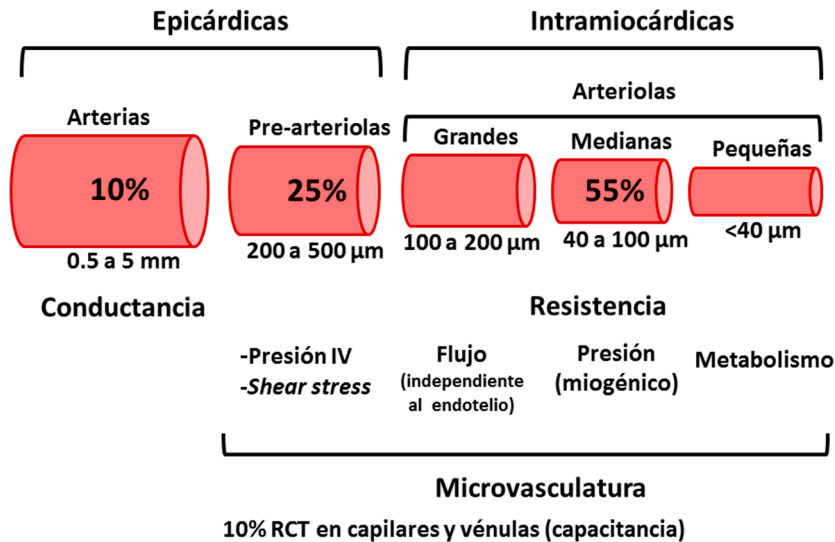 Epicárdicas
Intramiocárdicas
Arteriolas
Arterias
Pre-arteriolas
Grandes
Medianas
Pequeñas
10%
25%
55%
0.5 a 5 mm
200 a 500 µm
100 a 200 µm
40 a 100 µm
<40 µm
Conductancia
Resistencia
-Presión IV
-Shear stress
Flujo
(independiente
al endotelio)
Presión
(miogénico)
Metabolismo
Microvasculatura
10% RCT en capilares y vénulas (capacitancia)